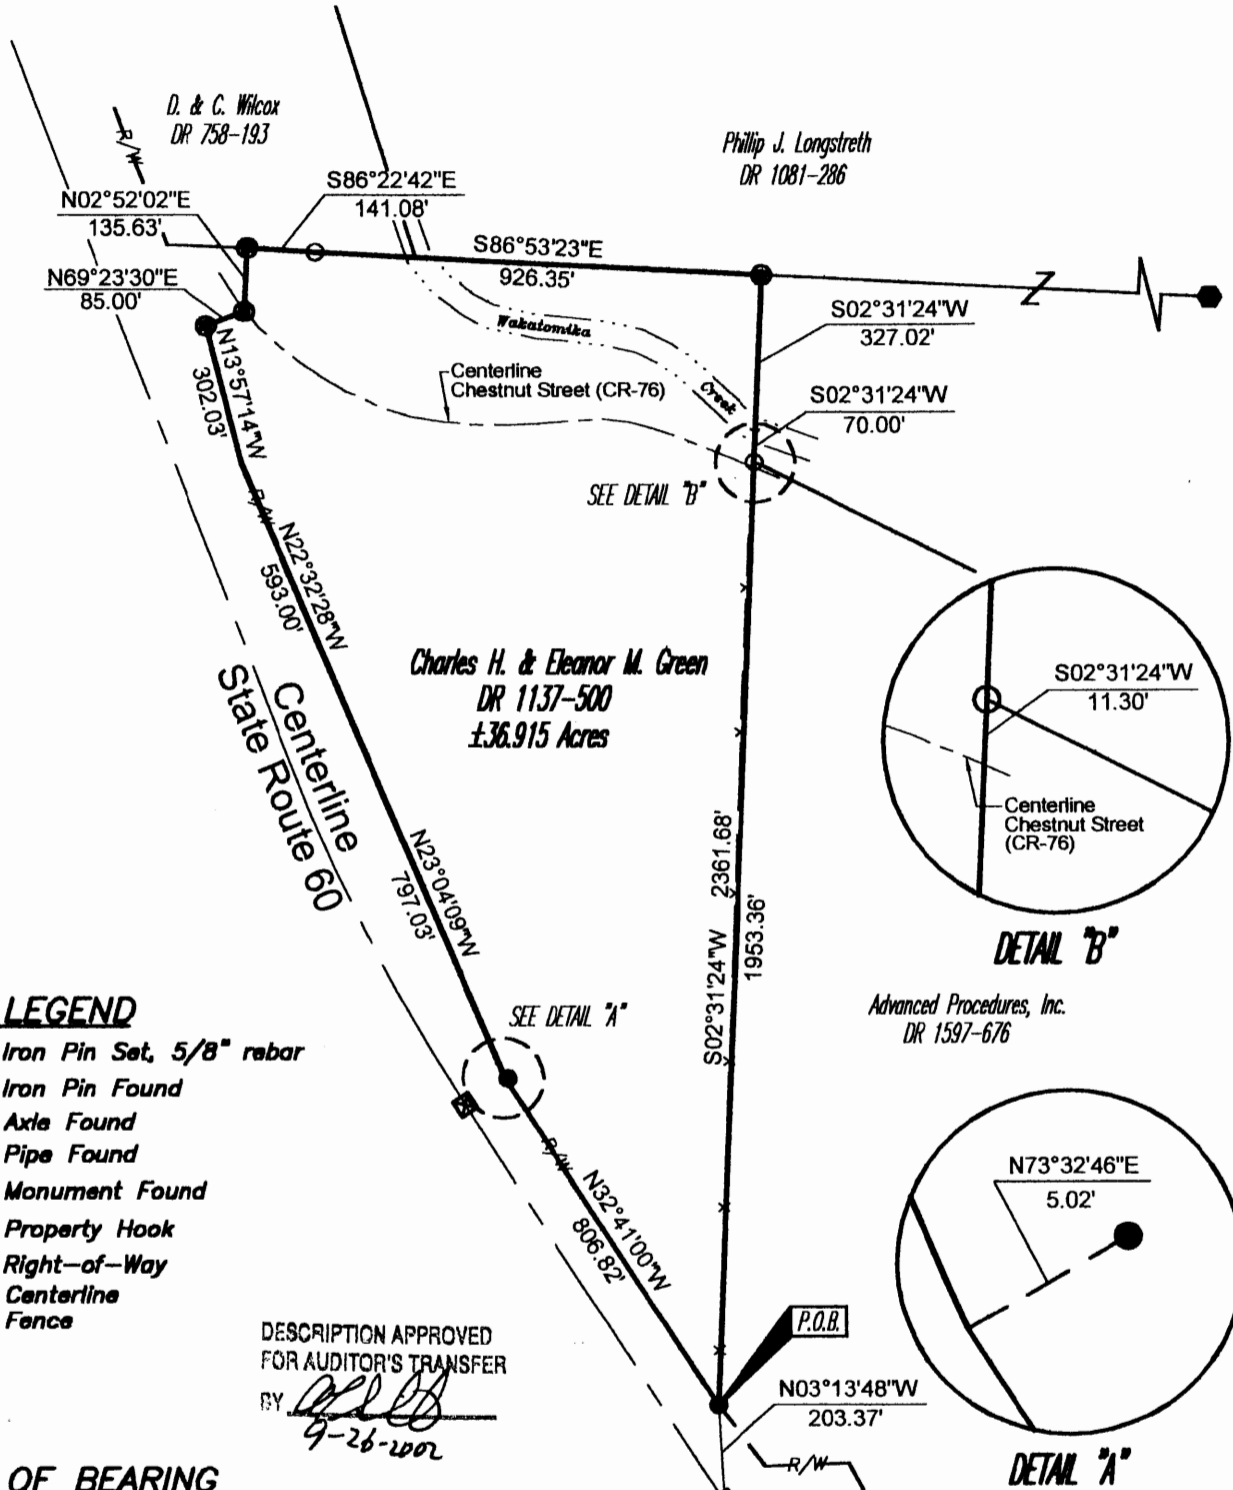 D. & C. Wilcox
DR 758-193
R/W
Phillip J. Longstreth
DR 1081-286
N02°52'02"E
135.63'
S86°22'42"E
141.08'
S86°53'23"E
926.35'
N69°23'30"E
85.00'
Z
S02°31'24"W
327.02'
Wakatomika
Creek
N13°57'14"W
302.03'
Centerline
Chestnut Street (CR-76)
S02°31'24"W
70.00'
SEE DETAIL "B"
R/W
N22°32'28"W
593.00'
Charles H. & Eleanor M. Green
DR 1137-500
±36.915 Acres
S02°31'24"W
11.30'
Centerline
Chestnut Street
(CR-76)
DETAIL "B"
Centerline
State Route 60
N23°04'09"W
797.03'
S02°31'24"W 2361.68'
1953.36'
Advanced Procedures, Inc.
DR 1597-676
SEE DETAIL "A"
LEGEND
Iron Pin Set, 5/8" rebar
Iron Pin Found
Axle Found
Pipe Found
Monument Found
Property Hook
Right-of-Way
Centerline
Fence
R/W
N32°41'00"W
806.82'
N73°32'46"E
5.02'
P.O.B.
DESCRIPTION APPROVED
FOR AUDITOR'S TRANSFER
BY
9-26-2002
N03°13'48"W
203.37'
R/W
DETAIL "A"
OF BEARING